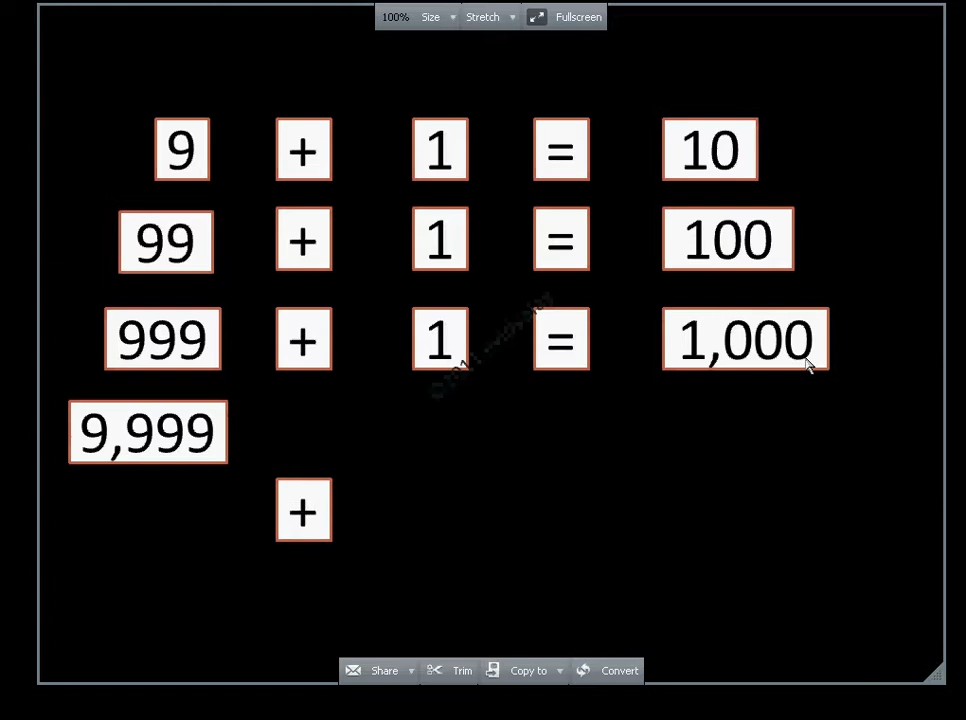 100% Size Stretch Fullscreen
9 + 1 = 10
99 + 1 = 100
999 + 1 = 1,000
9,999
+
Share Trim Copy to Convert